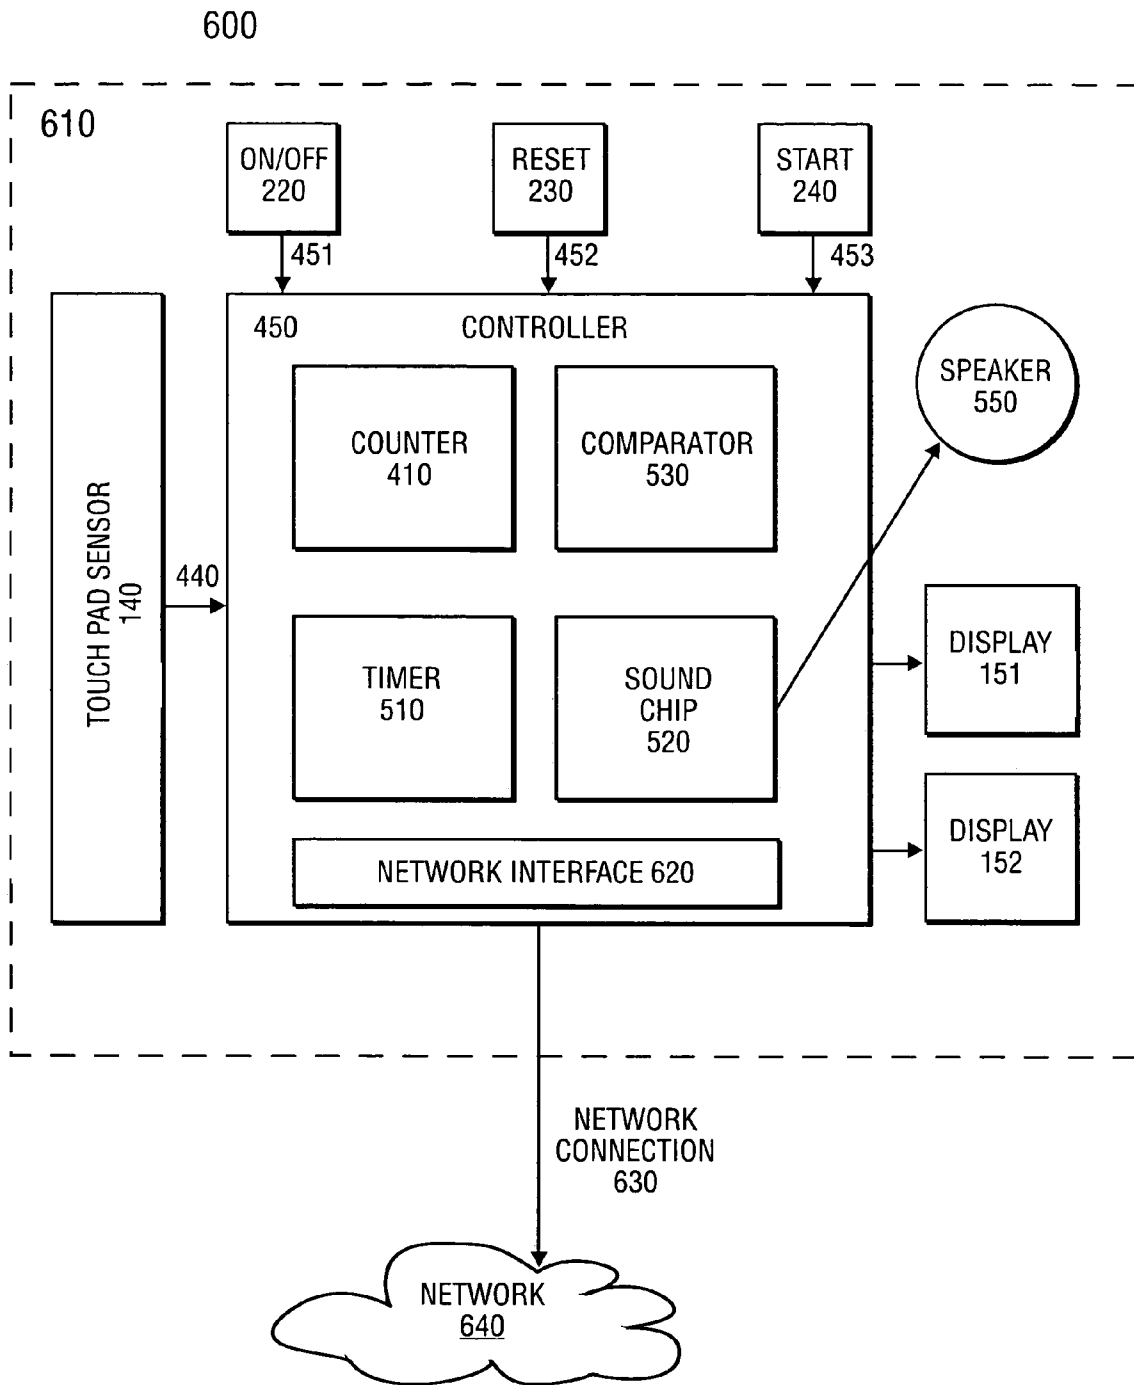 600
610
ON/OFF
220
RESET
230
START
240
451
452
453
450
CONTROLLER
SPEAKER
550
COUNTER
410
COMPARATOR
530
TOUCH PAD SENSOR
140
440
TIMER
510
SOUND
CHIP
520
DISPLAY
151
DISPLAY
152
NETWORK INTERFACE 620
NETWORK
CONNECTION
630
NETWORK
640